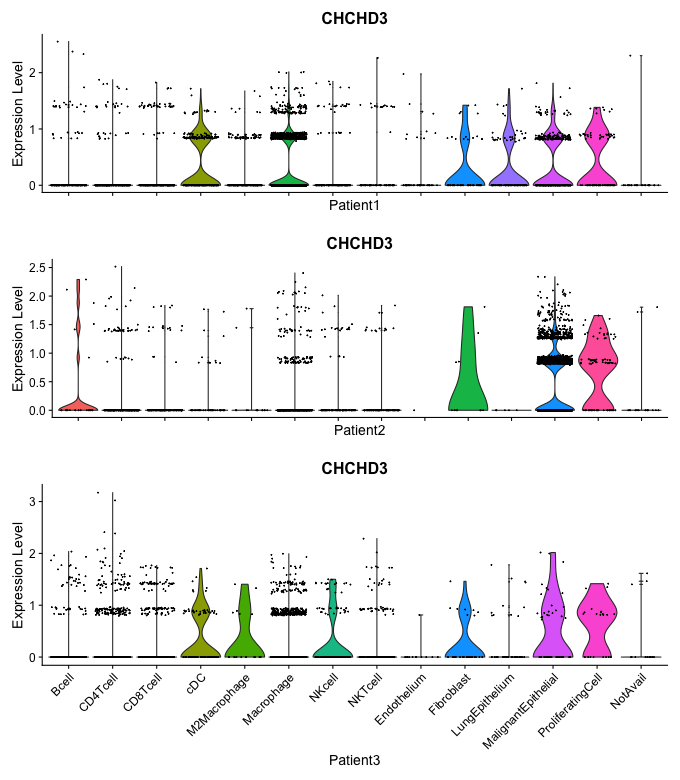 CHCHD3
Expression Level
2
1
0
Patient1
CHCHD3
Expression Level
2.5
2.0
1.5
1.0
0.5
0.0
Patient2
CHCHD3
Expression Level
3
2
1
0
Bcell
CD4Tcell
CD8Tcell
cDC
M2Macrophage
Macrophage
NKcell
NKTcell
Endothelium
Fibroblast
LungEpithelium
MalignantEpithelial
ProliferatingCell
NotAvail
Patient3